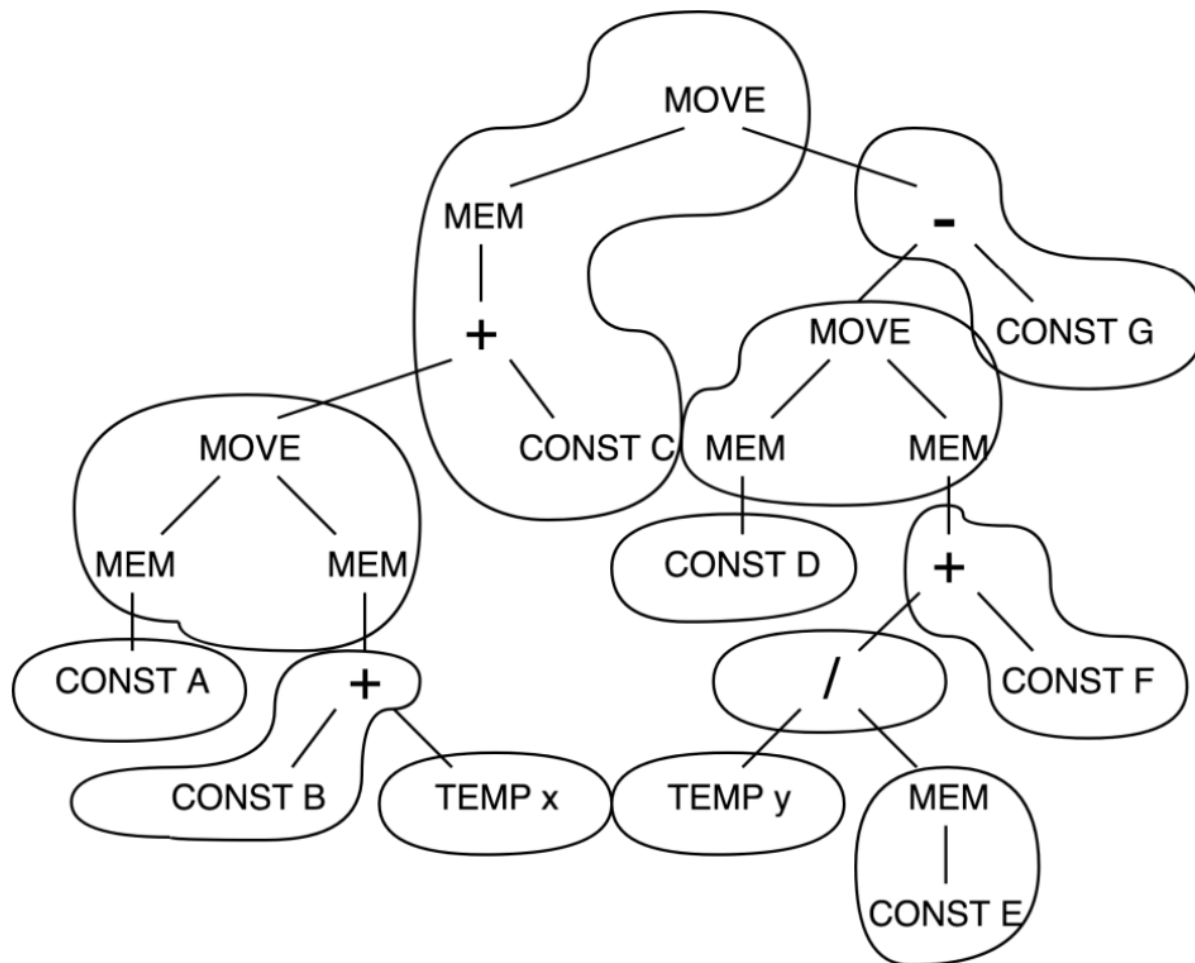 MOVE
MEM
-
+
MOVE
CONST G
MOVE
CONST C
MEM
MEM
MEM
MEM
CONST D
+
CONST A
+
/
CONST F
CONST B
TEMP x
TEMP y
MEM
CONST E